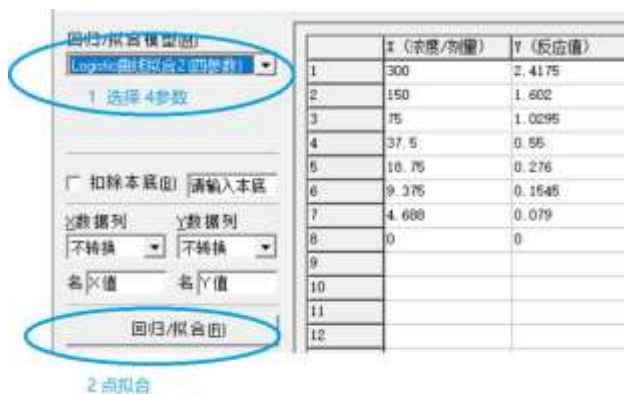 回归/拟合模型(M)
Logistic曲线拟合2(四参数)
1 选择 4参数
扣除本底(B) 请输入本底
X数据列 Y数据列
不转换 不转换
名 X值 名 Y值
回归/拟合(F)
2 点拟合
X (浓度/剂量) Y (反应值)
1 300 2.4175
2 150 1.602
3 75 1.0295
4 37.5 0.55
5 18.75 0.276
6 9.375 0.1545
7 4.688 0.079
8 0 0
9
10
11
12